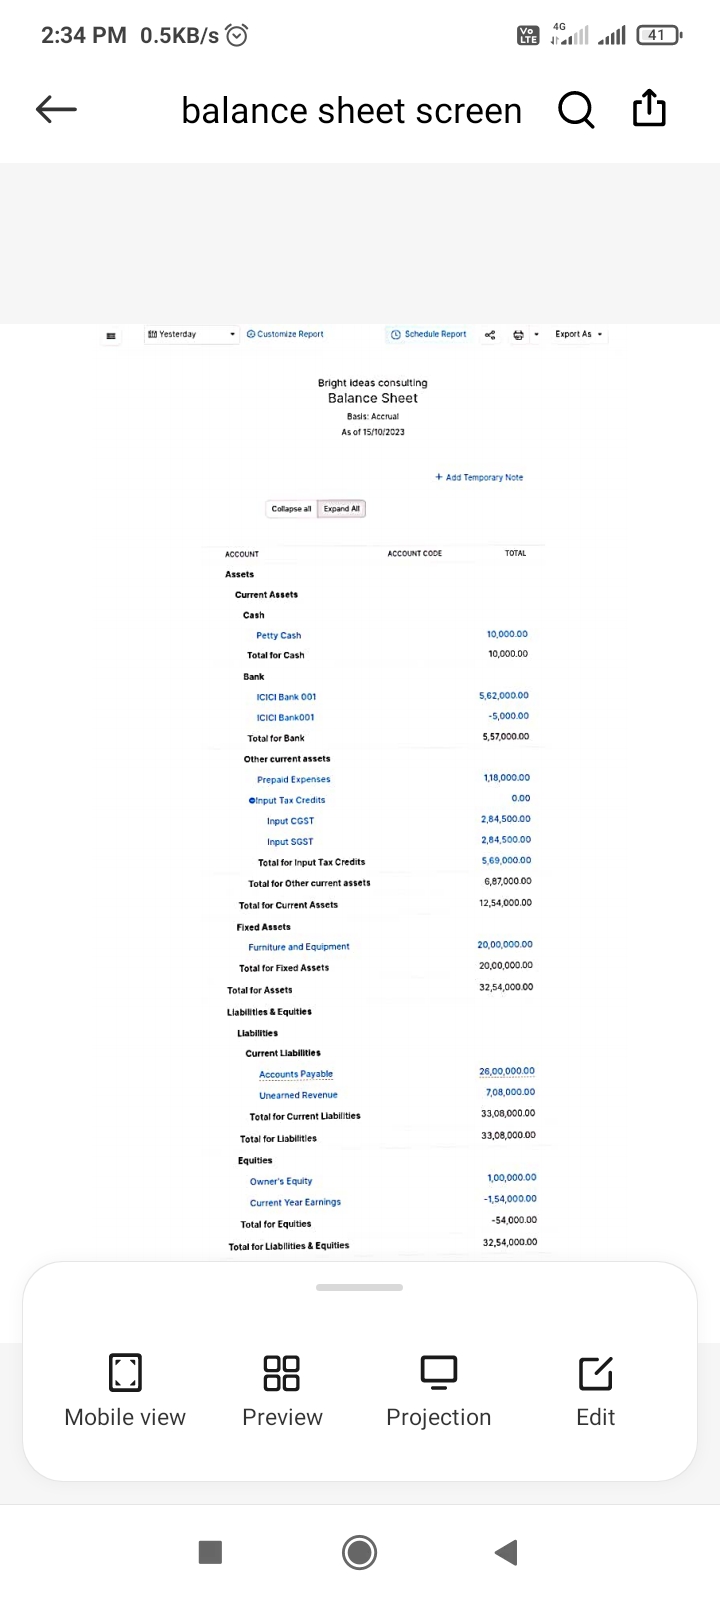 2:34 PM 0.5KB/s Vo LTE 4G 41
balance sheet screen
Yesterday Customize Report Schedule Report Export As
Bright ideas consulting
Balance Sheet
Basis: Accrual
As of 15/10/2023
+ Add Temporary Note
Collapse all Expand All
ACCOUNT ACCOUNT CODE TOTAL
Assets
Current Assets
Cash
Petty Cash 10,000.00
Total for Cash 10,000.00
Bank
ICICI Bank 001 5,62,000.00
ICICI Bank001 -5,000.00
Total for Bank 5,57,000.00
Other current assets
Prepaid Expenses 1,18,000.00
Input Tax Credits 0.00
Input CGST 2,84,500.00
Input SGST 2,84,500.00
Total for Input Tax Credits 5,69,000.00
Total for Other current assets 6,87,000.00
Total for Current Assets 12,54,000.00
Fixed Assets
Furniture and Equipment 20,00,000.00
Total for Fixed Assets 20,00,000.00
Total for Assets 32,54,000.00
Liabilities & Equities
Liabilities
Current Liabilities
Accounts Payable 26,00,000.00
Unearned Revenue 7,08,000.00
Total for Current Liabilities 33,08,000.00
Total for Liabilities 33,08,000.00
Equities
Owner's Equity 1,00,000.00
Current Year Earnings -1,54,000.00
Total for Equities -54,000.00
Total for Liabilities & Equities 32,54,000.00
Mobile view Preview Projection Edit